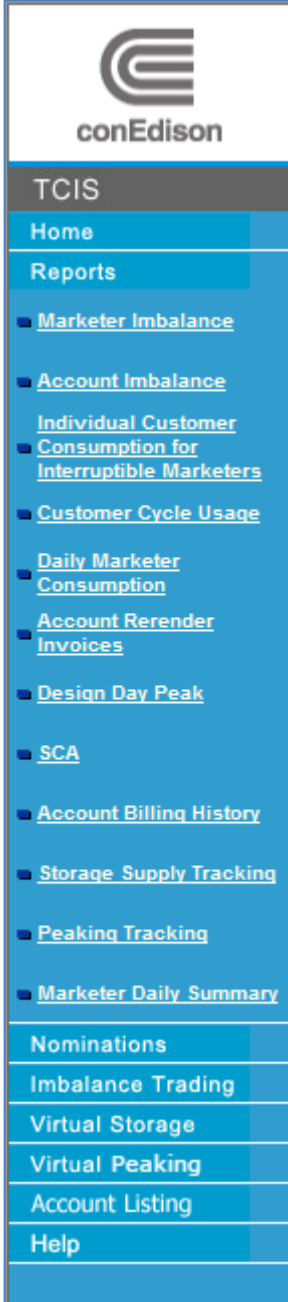 conEdison
TCIS
Home
Reports
Marketer Imbalance
Account Imbalance
Individual Customer
Consumption for
Interruptible Marketers
Customer Cycle Usage
Daily Marketer
Consumption
Account Rerender
Invoices
Design Day Peak
SCA
Account Billing History
Storage Supply Tracking
Peaking Tracking
Marketer Daily Summary
Nominations
Imbalance Trading
Virtual Storage
Virtual Peaking
Account Listing
Help